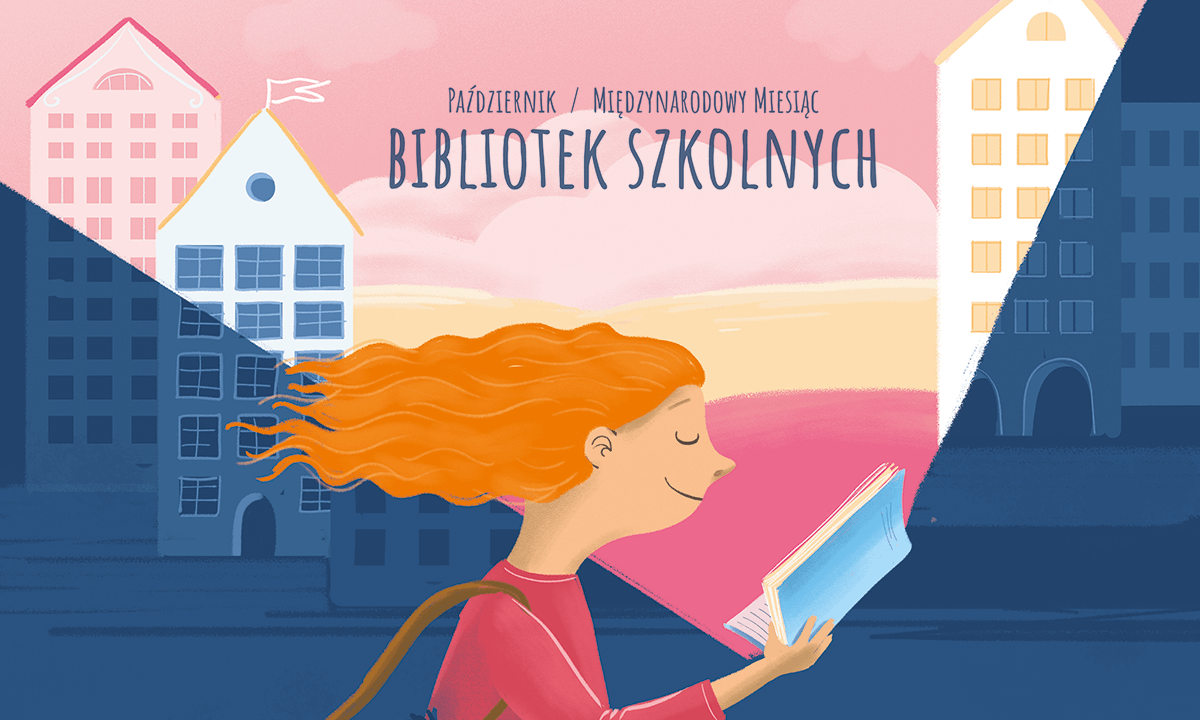 Październik / Międzynarodowy Miesiąc
BIBLIOTEK SZKOLNYCH